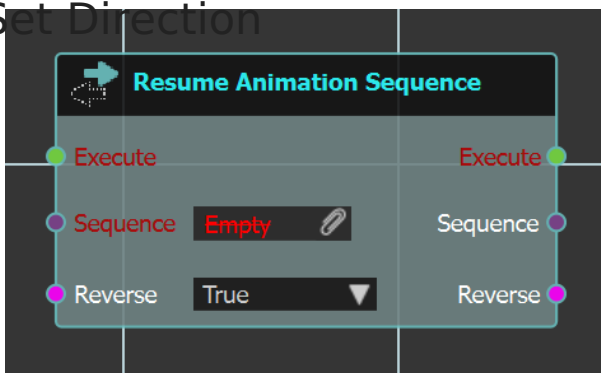 Set Direction
Resume Animation Sequence
Execute Execute
Sequence Empty Sequence
Reverse True Reverse